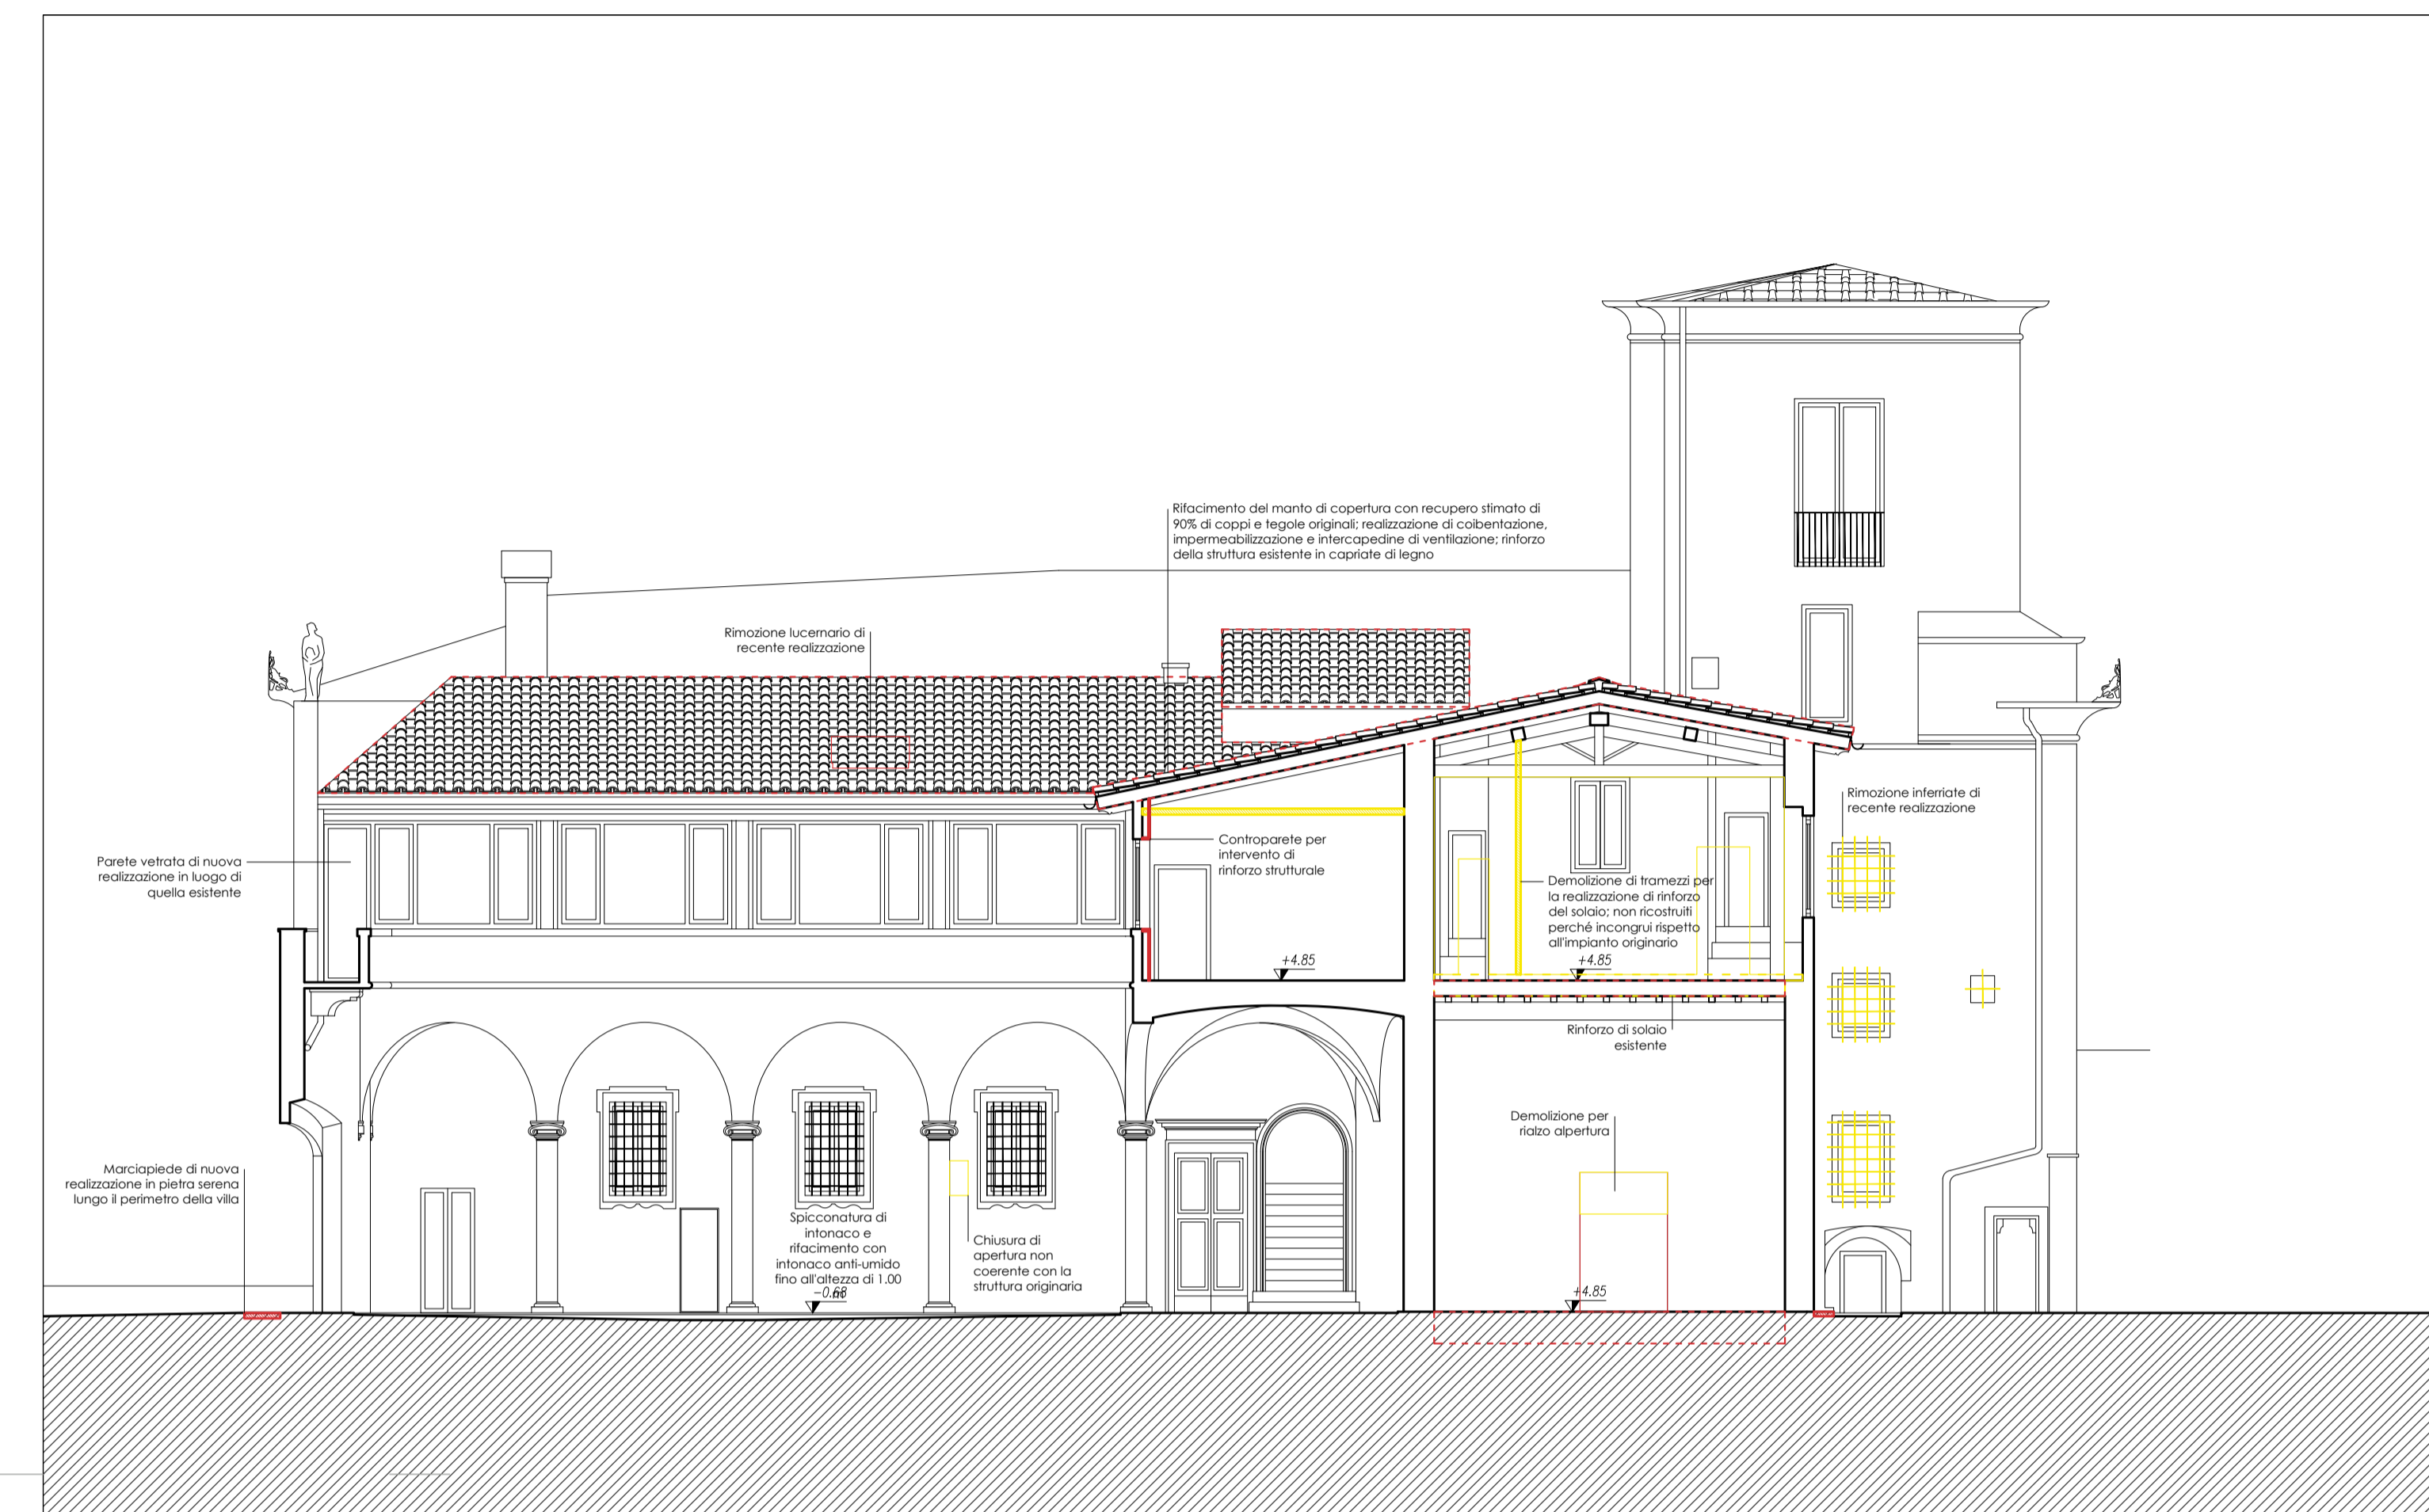 Rifacimento del manto di copertura con recupero stimato di
90% di coppi e tegole originali; realizzazione di coibentazione,
impermeabilizzazione e intercapedine di ventilazione; rinforzo
della struttura esistente in capriate di legno
Rimozione lucernario di
recente realizzazione
Rimozione inferriate di
recente realizzazione
Controparete per
intervento di
rinforzo strutturale
Parete vetrata di nuova
realizzazione in luogo di
quella esistente
Demolizione di tramezzi per
la realizzazione di rinforzo
del solaio; non ricostruiti
perché incongrui rispetto
all'impianto originario
+4.85
+4.85
Rinforzo di solaio
esistente
Demolizione per
rialzo alpertura
Marciapiede di nuova
realizzazione in pietra serena
lungo il perimetro della villa
Spicconatura di
intonaco e
rifacimento con
intonaco anti-umido
fino all'altezza di 1.00
m
-0.68
Chiusura di
apertura non
coerente con la
struttura originaria
+4.85